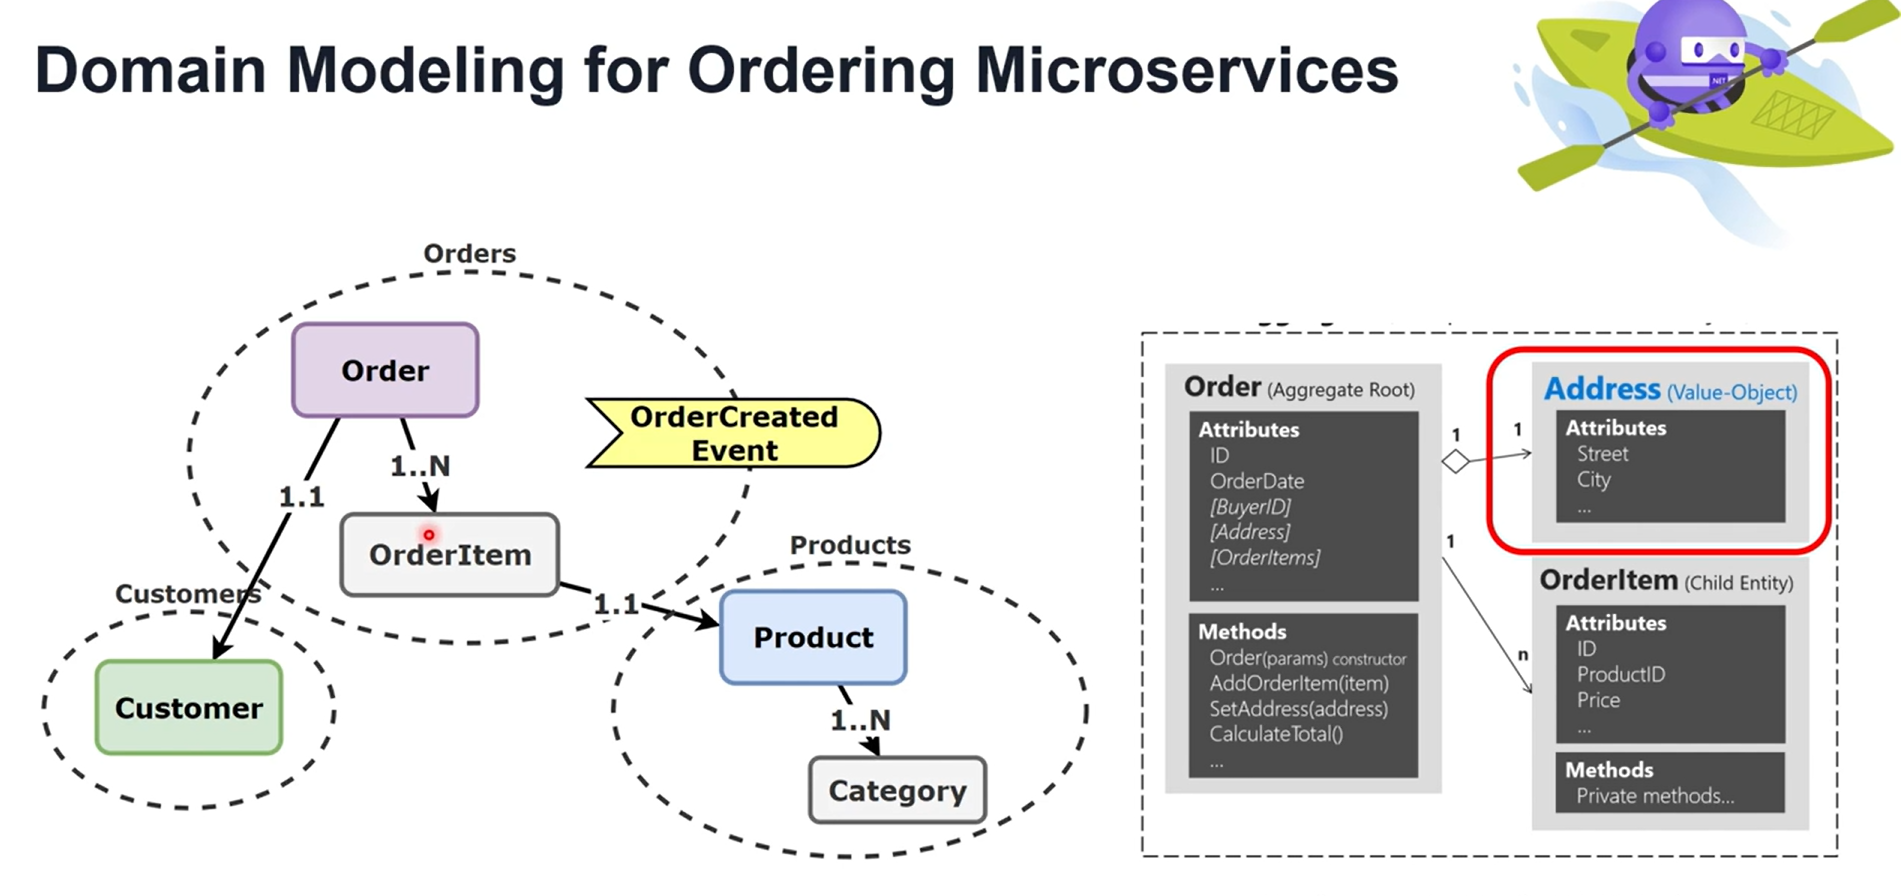 Domain Modeling for Ordering Microservices
.NET
Orders
Order
OrderCreated
Event
1..N
1.1
OrderItem
Customers
Customer
1.1
Products
Product
1..N
Category
Order (Aggregate Root)
Attributes
ID
OrderDate
[BuyerID]
[Address]
[OrderItems]
...
Methods
Order(params) constructor
AddOrderItem(item)
SetAddress(address)
CalculateTotal()
...
1
1
Address (Value-Object)
Attributes
Street
City
...
1
n
OrderItem (Child Entity)
Attributes
ID
ProductID
Price
...
Methods
Private methods...